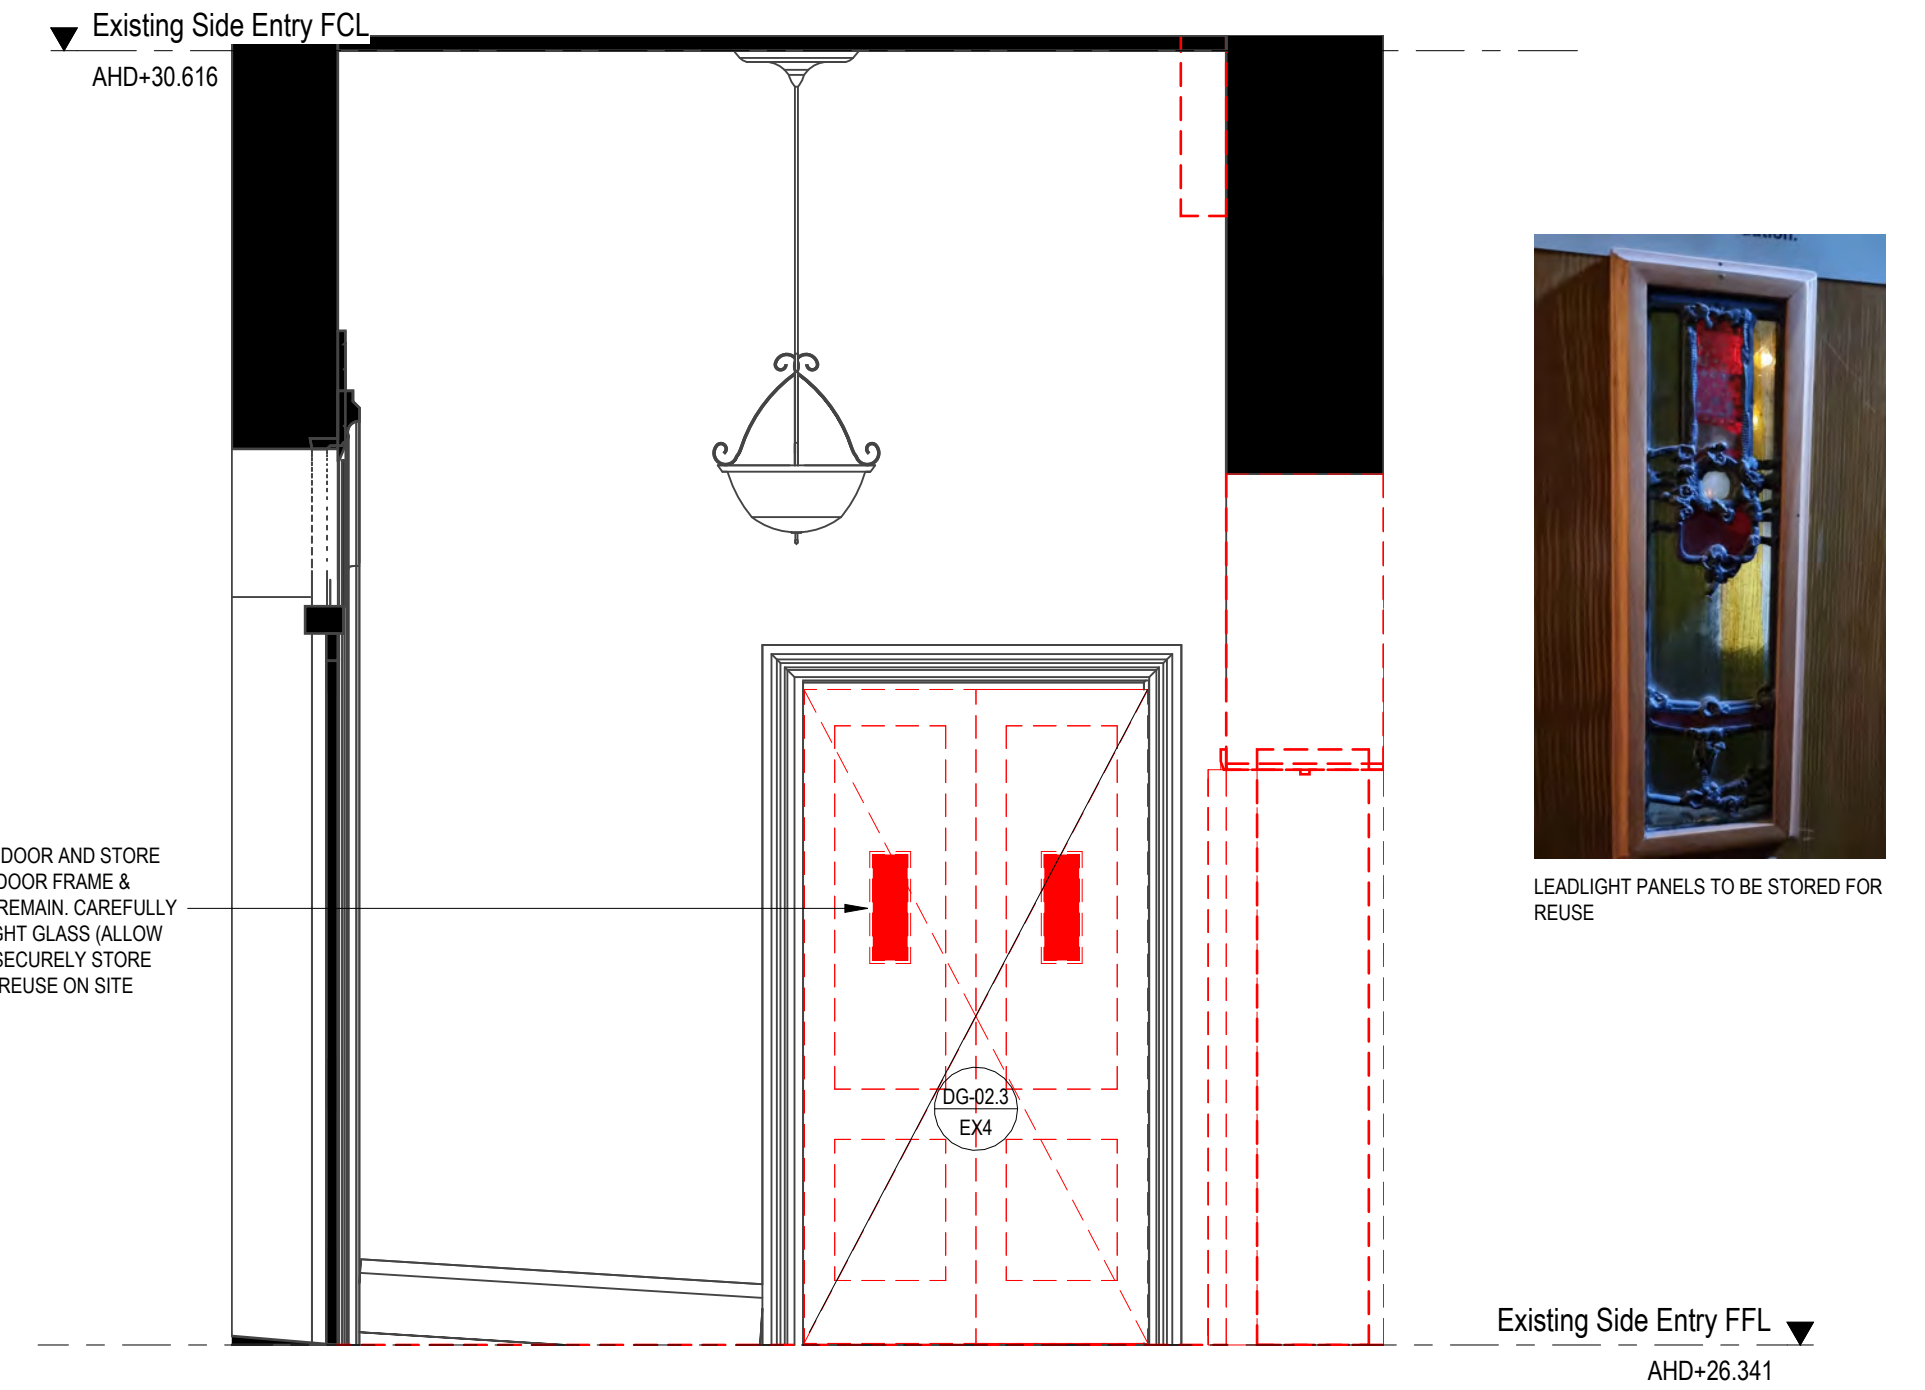 Existing Side Entry FCL
AHD+30.616
DOOR AND STORE
DOOR FRAME &
REMAIN. CAREFULLY
GHT GLASS (ALLOW
SECURELY STORE
REUSE ON SITE
DG-02.3
EX4
LEADLIGHT PANELS TO BE STORED FOR
REUSE
Existing Side Entry FFL
AHD+26.341